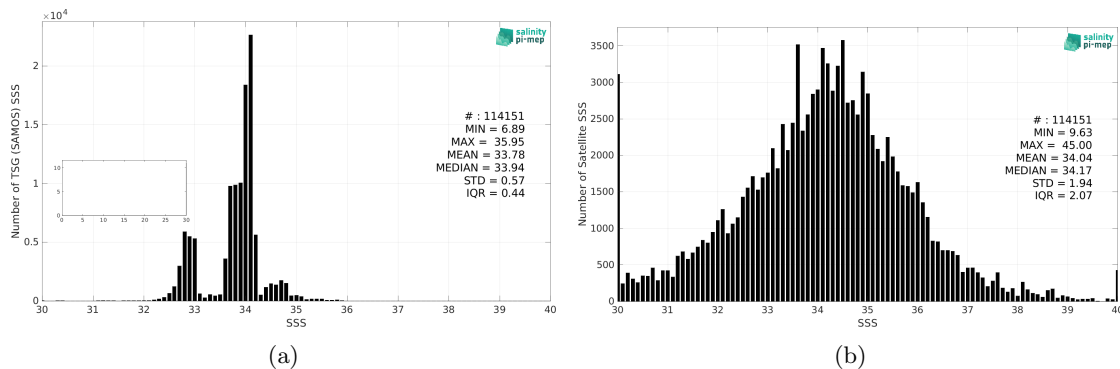 ×10⁴
2
1.5
1
0.5
0
Number of TSG (SAMOS) SSS
30 31 32 33 34 35 36 37 38 39 40
SSS
10
5
0
0 5 10 15 20 25 30
salinity
pi-mep
# : 114151
MIN = 6.89
MAX = 35.95
MEAN = 33.78
MEDIAN = 33.94
STD = 0.57
IQR = 0.44
(a)
3500
3000
2500
2000
1500
1000
500
0
Number of Satellite SSS
30 31 32 33 34 35 36 37 38 39 40
SSS
salinity
pi-mep
# : 114151
MIN = 9.63
MAX = 45.00
MEAN = 34.04
MEDIAN = 34.17
STD = 1.94
IQR = 2.07
(b)